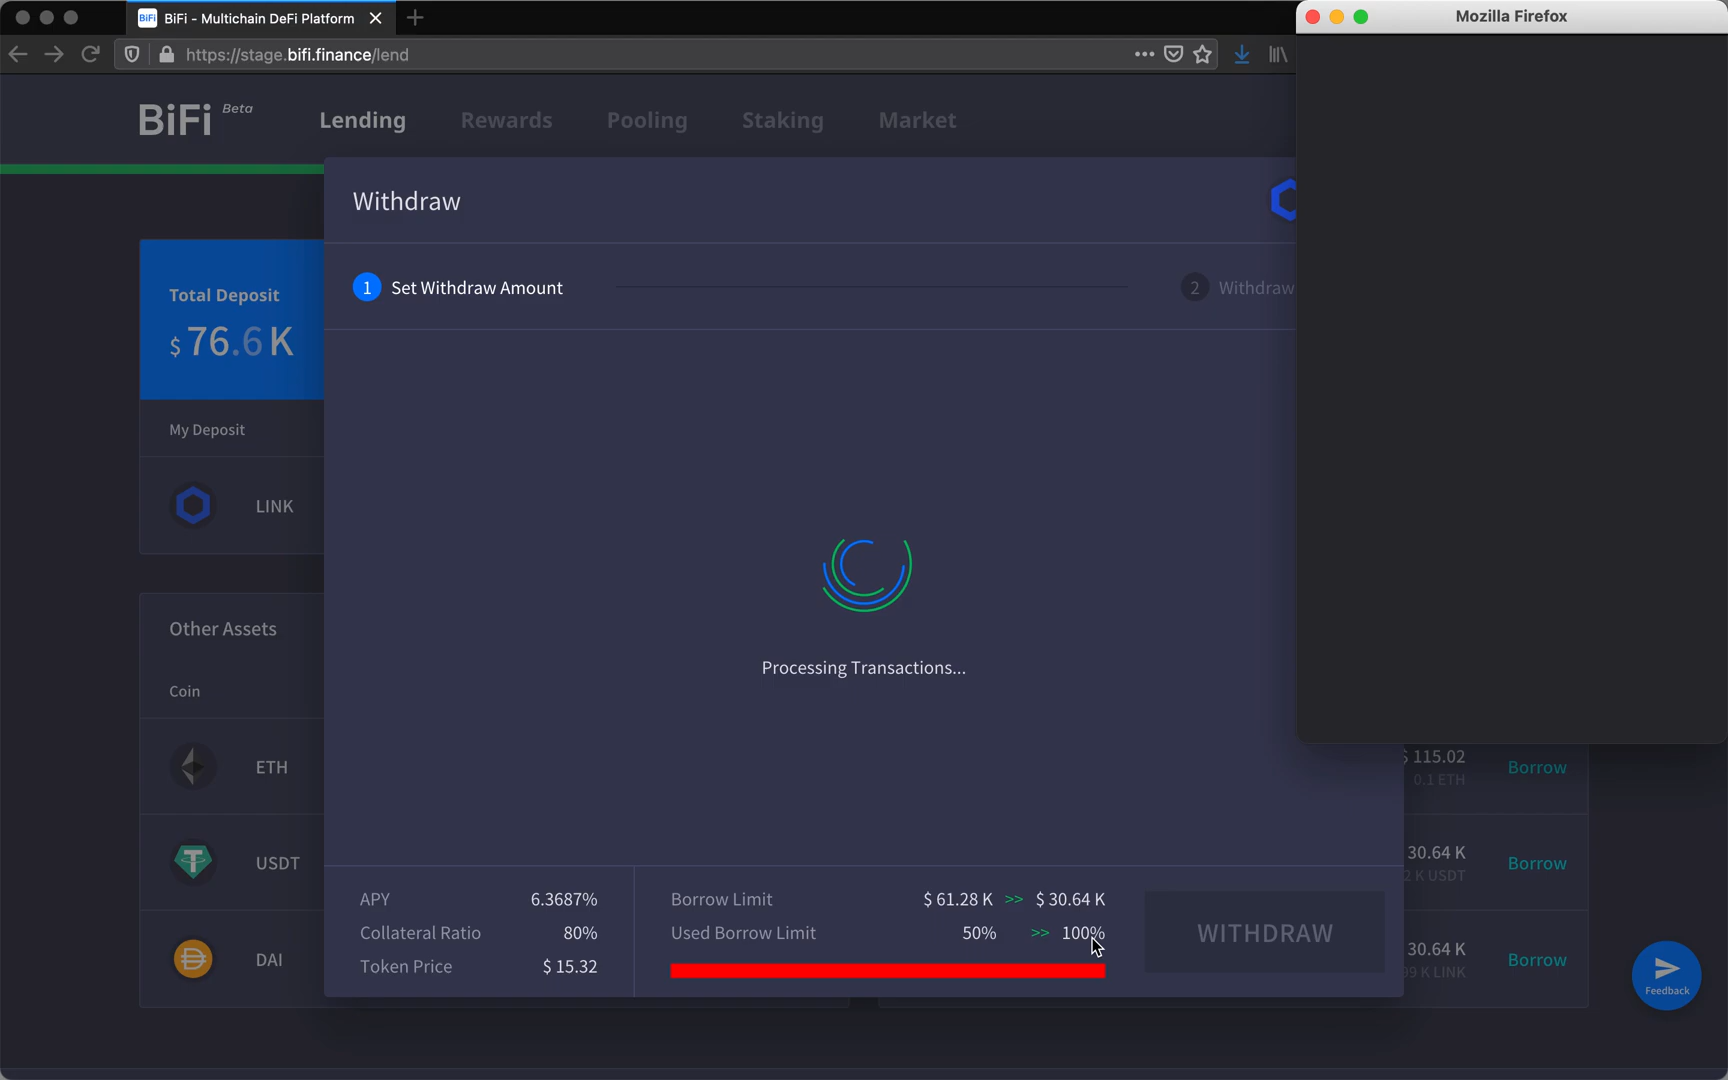 BiFi - Multichain DeFi Platform
Mozilla Firefox
https://stage.bifi.finance/lend
BiFi Beta
Lending
Rewards
Pooling
Staking
Market
Withdraw
1 Set Withdraw Amount
2 Withdraw
Total Deposit
$ 76.6 K
My Deposit
LINK
Other Assets
Coin
ETH
USDT
DAI
Processing Transactions...
$ 115.02
0.1 ETH
Borrow
30.64 K
K USDT
Borrow
30.64 K
K LINK
Borrow
APY 6.3687%
Collateral Ratio 80%
Token Price $ 15.32
Borrow Limit $ 61.28 K >> $ 30.64 K
Used Borrow Limit 50% >> 100%
WITHDRAW
Feedback